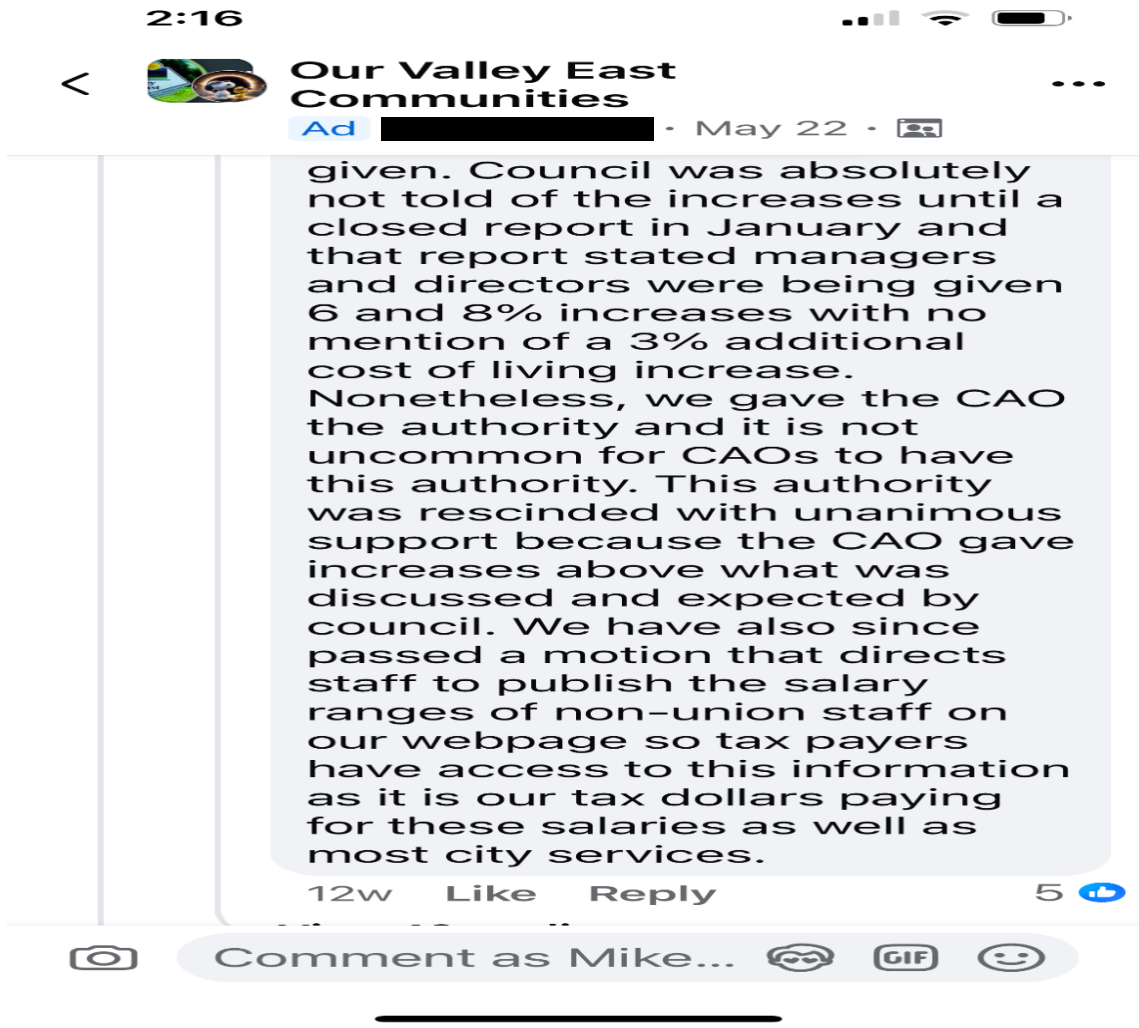 2:16
Our Valley East
Communities
Ad · May 22 ·
given. Council was absolutely
not told of the increases until a
closed report in January and
that report stated managers
and directors were being given
6 and 8% increases with no
mention of a 3% additional
cost of living increase.
Nonetheless, we gave the CAO
the authority and it is not
uncommon for CAOs to have
this authority. This authority
was rescinded with unanimous
support because the CAO gave
increases above what was
discussed and expected by
council. We have also since
passed a motion that directs
staff to publish the salary
ranges of non-union staff on
our webpage so tax payers
have access to this information
as it is our tax dollars paying
for these salaries as well as
most city services.
12w Like Reply 5
Comment as Mike... GIF